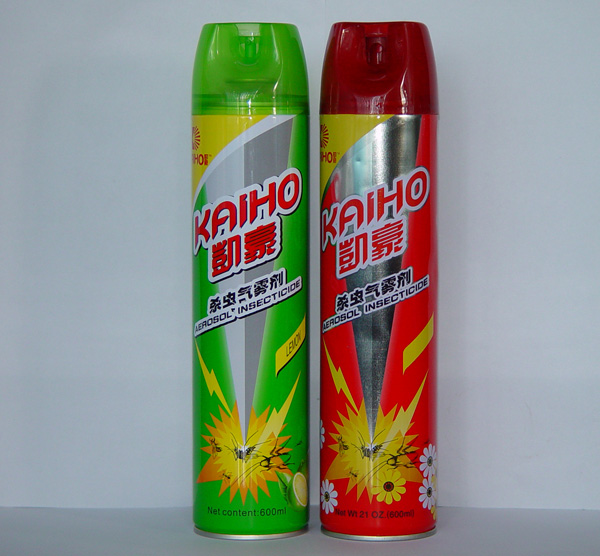 KAIHO
凯豪
杀虫气雾剂
AEROSOL INSECTICIDE
LEMON
Net content:600ml
KAIHO
凯豪
杀虫气雾剂
AEROSOL INSECTICIDE
Net Wt 21 OZ.(600ml)